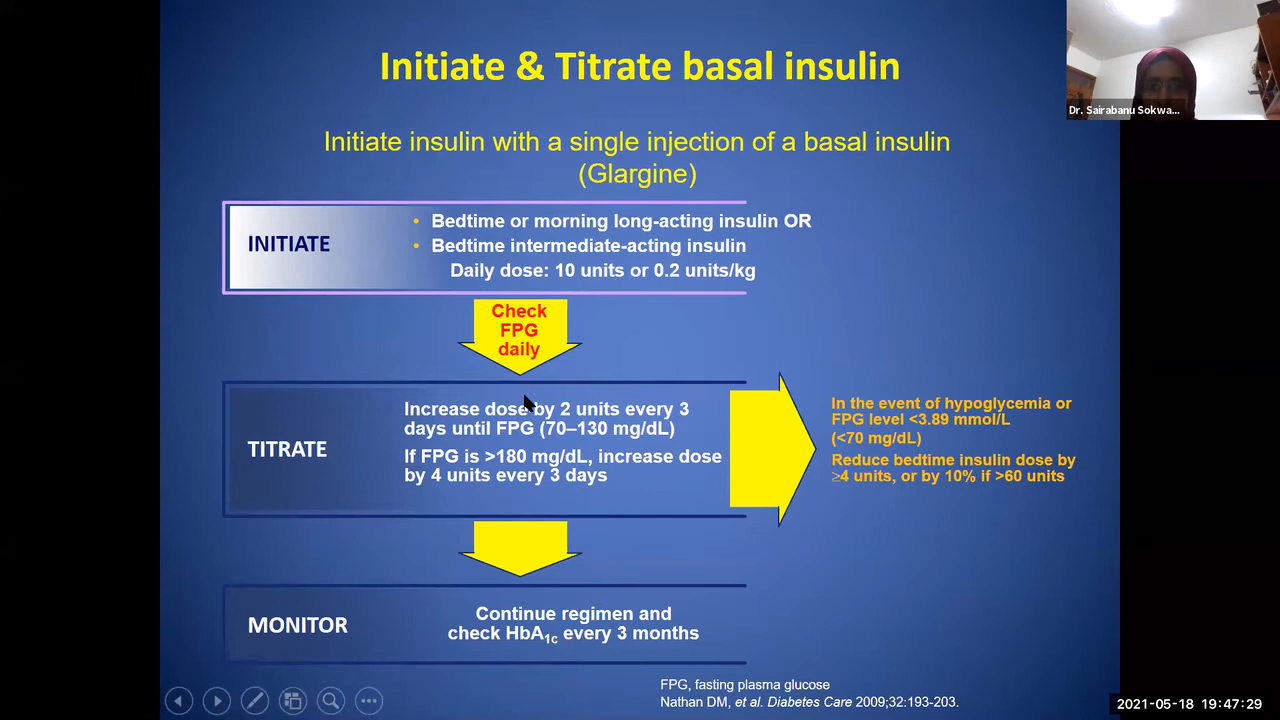 Initiate & Titrate basal insulin
Dr. Sairabanu Sokwa...
Initiate insulin with a single injection of a basal insulin
(Glargine)
INITIATE
• Bedtime or morning long-acting insulin OR
• Bedtime intermediate-acting insulin
Daily dose: 10 units or 0.2 units/kg
Check
FPG
daily
TITRATE
Increase dose by 2 units every 3
days until FPG (70–130 mg/dL)
If FPG is >180 mg/dL, increase dose
by 4 units every 3 days
In the event of hypoglycemia or
FPG level <3.89 mmol/L
(<70 mg/dL)
Reduce bedtime insulin dose by
≥4 units, or by 10% if >60 units
MONITOR
Continue regimen and
check HbA1c every 3 months
FPG, fasting plasma glucose
Nathan DM, et al. Diabetes Care 2009;32:193-203.
2021-05-18 19:47:29